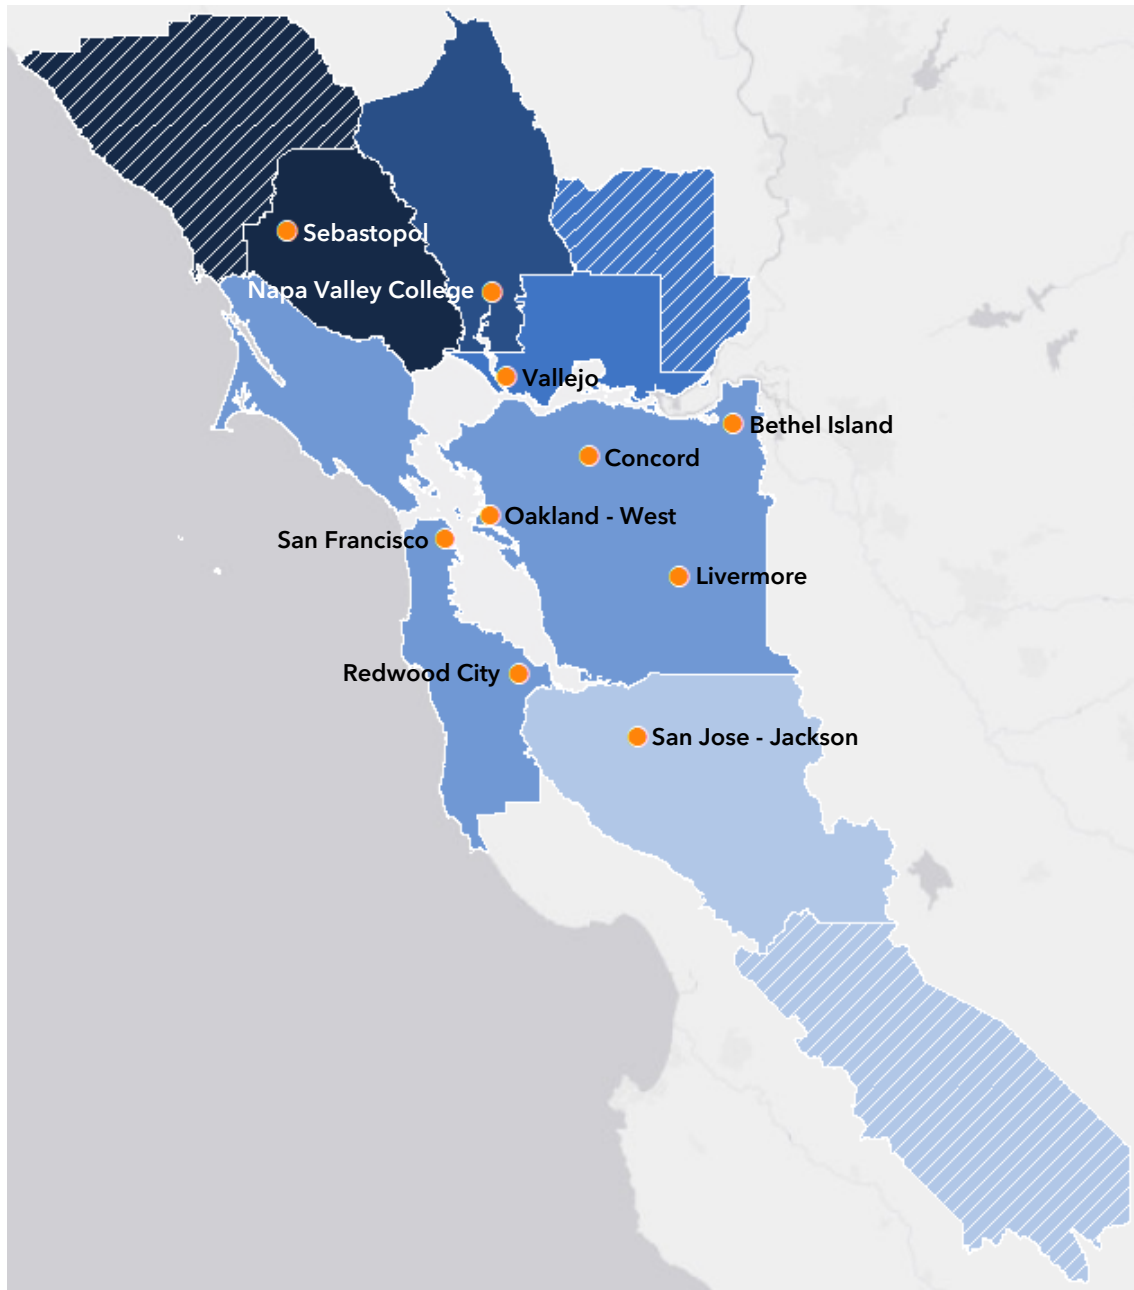 Sebastopol
Napa Valley College
Vallejo
Bethel Island
Concord
Oakland - West
San Francisco
Livermore
Redwood City
San Jose - Jackson